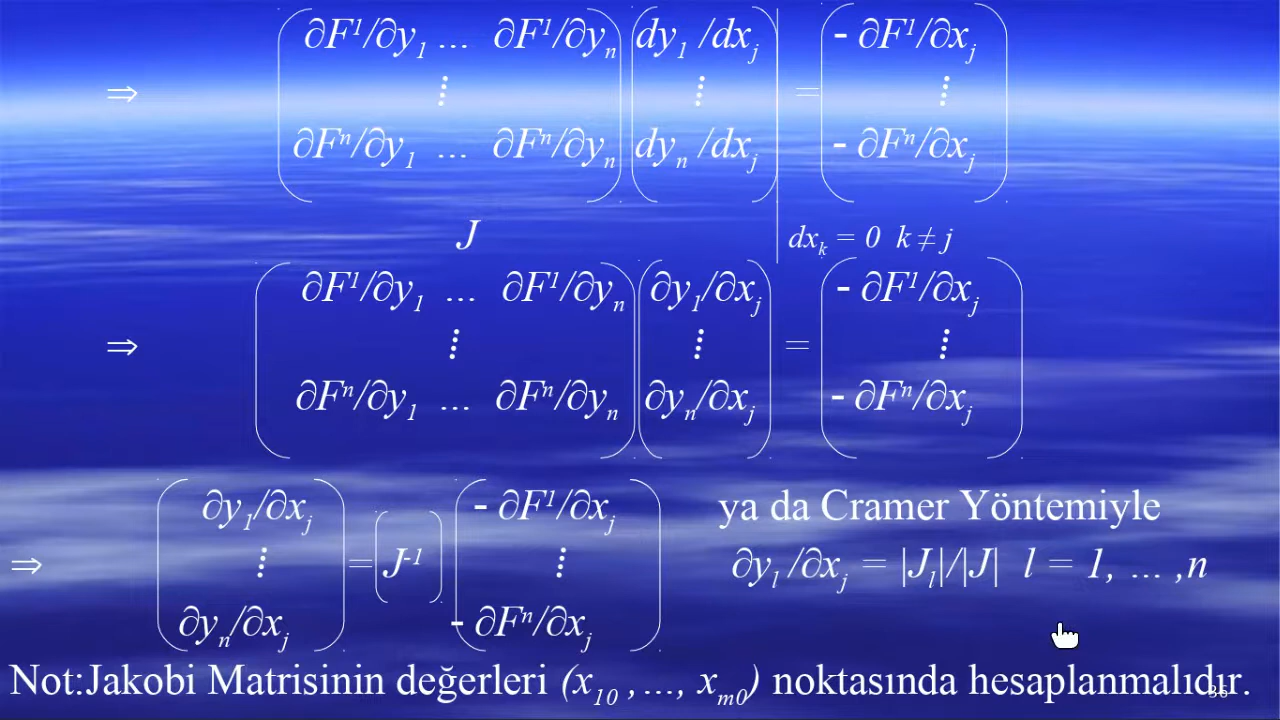 ∂F¹/∂y₁ ... ∂F¹/∂yₙ dy₁ /dxⱼ - ∂F¹/∂xⱼ
⇒ ⋮ ⋮ = ⋮
∂Fⁿ/∂y₁ ... ∂Fⁿ/∂yₙ dyₙ /dxⱼ - ∂Fⁿ/∂xⱼ
J dxₖ = 0 k ≠ j
∂F¹/∂y₁ ... ∂F¹/∂yₙ ∂y₁/∂xⱼ - ∂F¹/∂xⱼ
⇒ ⋮ ⋮ = ⋮
∂Fⁿ/∂y₁ ... ∂Fⁿ/∂yₙ ∂yₙ/∂xⱼ - ∂Fⁿ/∂xⱼ
∂y₁/∂xⱼ - ∂F¹/∂xⱼ ya da Cramer Yöntemiyle
⇒ ⋮ = J⁻¹ ⋮ ∂yₗ /∂xⱼ = |Jₗ|/|J| l = 1, ... ,n
∂yₙ/∂xⱼ - ∂Fⁿ/∂xⱼ
Not:Jakobi Matrisinin değerleri (x₁₀ ,..., xₘ₀) noktasında hesaplanmalıdır.
36